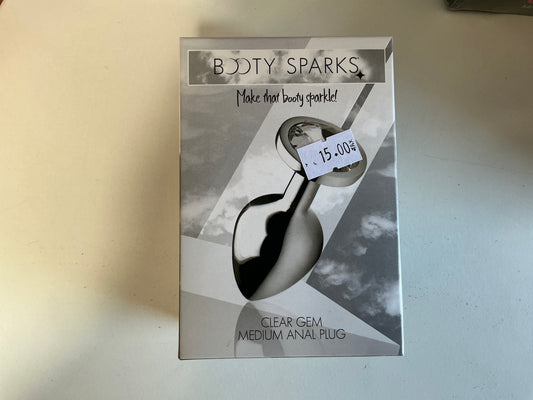 BOOTY SPARKS
Make that booty sparkle!
15.00
CLEAR GEM
MEDIUM ANAL PLUG